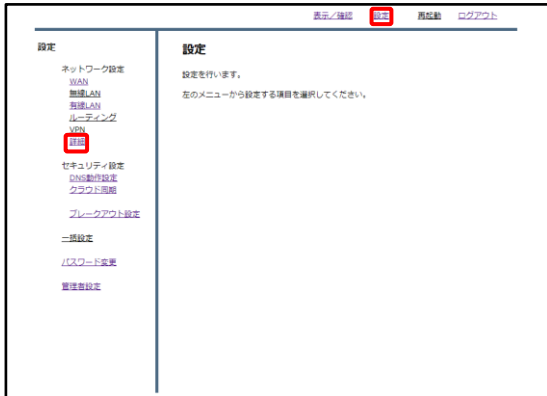 表示／確認 設定 再起動 ログアウト
設定
ネットワーク設定
WAN
無線LAN
有線LAN
ルーティング
VPN
詳細
セキュリティ設定
DNS動作設定
クラウド同期
ブレークアウト設定
一括設定
パスワード変更
管理者設定
設定
設定を行います。
左のメニューから設定する項目を選択してください。